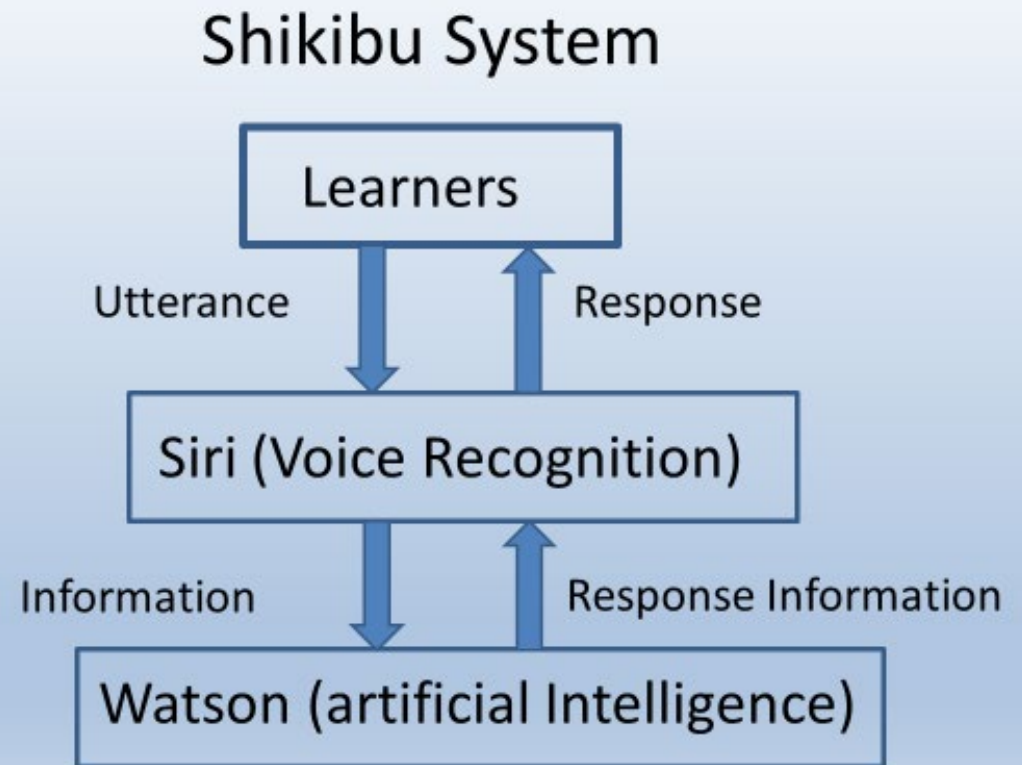 Shikibu System
Learners
Utterance
Response
Siri (Voice Recognition)
Information
Response Information
Watson (artificial Intelligence)